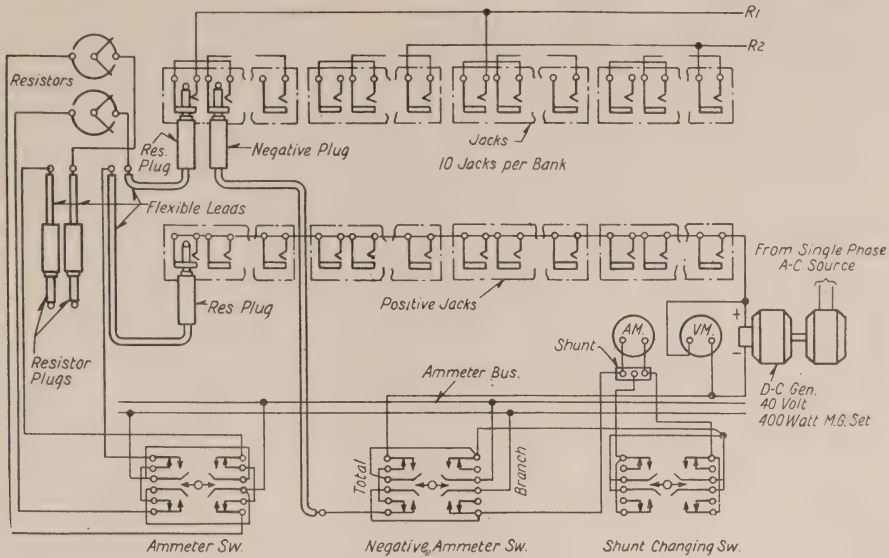 R1
R2
Resistors
Res.
Plug
Negative Plug
Jacks
10 Jacks per Bank
Flexible Leads
From Single Phase
A-C Source
Res Plug
Positive Jacks
Resistor
Plugs
AM.
VM.
+
−
Shunt
Ammeter Bus.
D-C Gen.
40 Volt
400 Watt M.G. Set
Total
Branch
Ammeter Sw.
Negative Ammeter Sw.
Shunt Changing Sw.